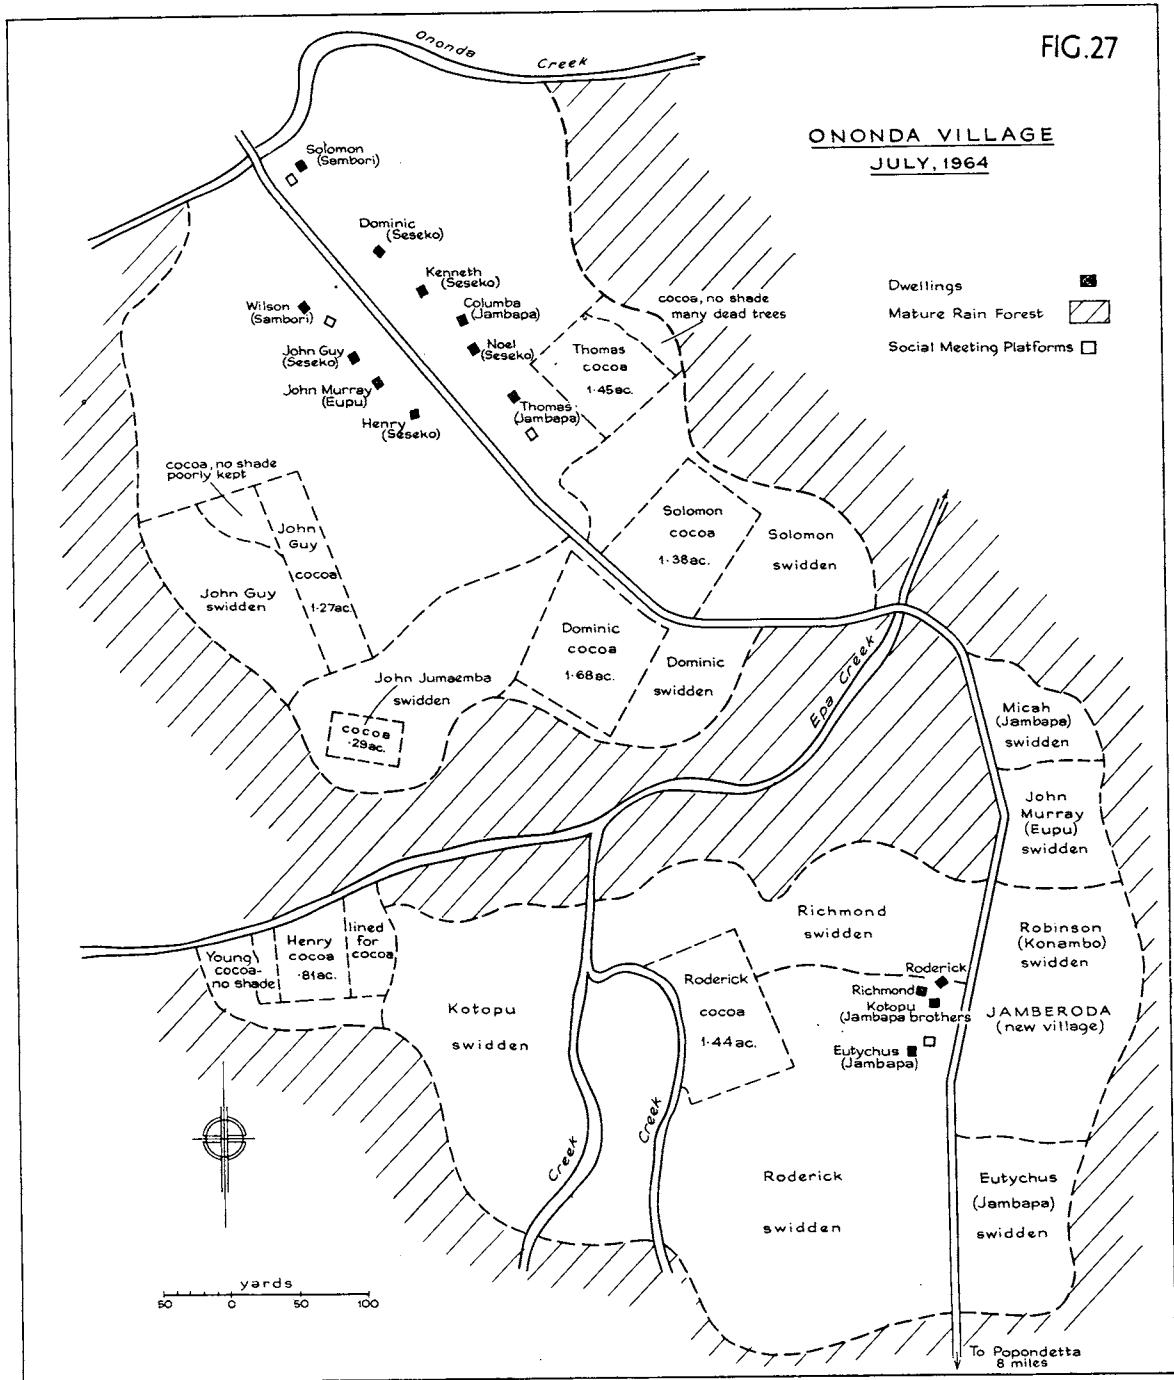 FIG.27
Ononda
Creek
ONONDA VILLAGE
JULY, 1964
Solomon
(Sambori)
Dominic
(Seseko)
Kenneth
(Seseko)
Columba
(Jambapa)
Wilson
(Sambori)
John Guy
(Seseko)
John Murray
(Eupu)
Henry
(Seseko)
Noel
(Seseko)
Thomas
(Jambapa)
Thomas
cocoa
1·45ac.
cocoa, no shade
many dead trees
Dwellings
Mature Rain Forest
Social Meeting Platforms
cocoa, no shade
poorly kept
John
Guy
cocoa
1·27ac.
John Guy
swidden
Solomon
cocoa
1·38ac.
Solomon
swidden
Dominic
cocoa
1·68ac.
Dominic
swidden
John Jumaemba
swidden
cocoa
·29ac.
Epa Creek
Micah
(Jambapa)
swidden
John
Murray
(Eupu)
swidden
Richmond
swidden
Robinson
(Konambo)
swidden
JAMBERODA
(new village)
Young
cocoa-
no shade
Henry
cocoa
·81ac.
lined
for
cocoa
Kotopu
swidden
Roderick
cocoa
1·44ac.
Roderick
Richmond
Kotopu
(Jambapa brothers
Eutychus
(Jambapa)
Creek
Creek
Roderick
swidden
Eutychus
(Jambapa)
swidden
yards
50 0 50 100
To Popondetta
8 miles